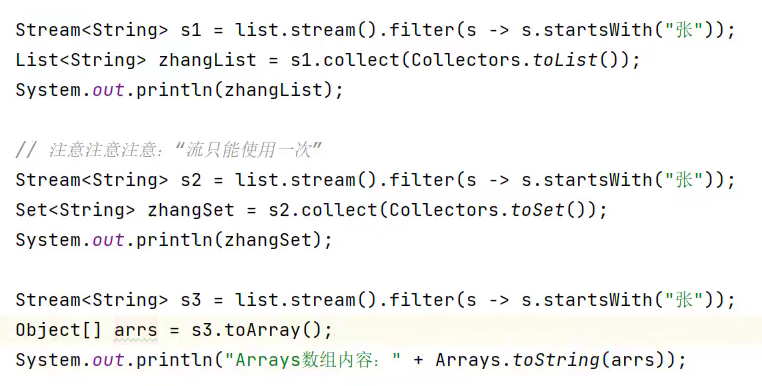 Stream<String> s1 = list.stream().filter(s -> s.startsWith("张"));
List<String> zhangList = s1.collect(Collectors.toList());
System.out.println(zhangList);
// 注意注意注意：“流只能使用一次”
Stream<String> s2 = list.stream().filter(s -> s.startsWith("张"));
Set<String> zhangSet = s2.collect(Collectors.toSet());
System.out.println(zhangSet);
Stream<String> s3 = list.stream().filter(s -> s.startsWith("张"));
Object[] arrs = s3.toArray();
System.out.println("Arrays数组内容：" + Arrays.toString(arrs));